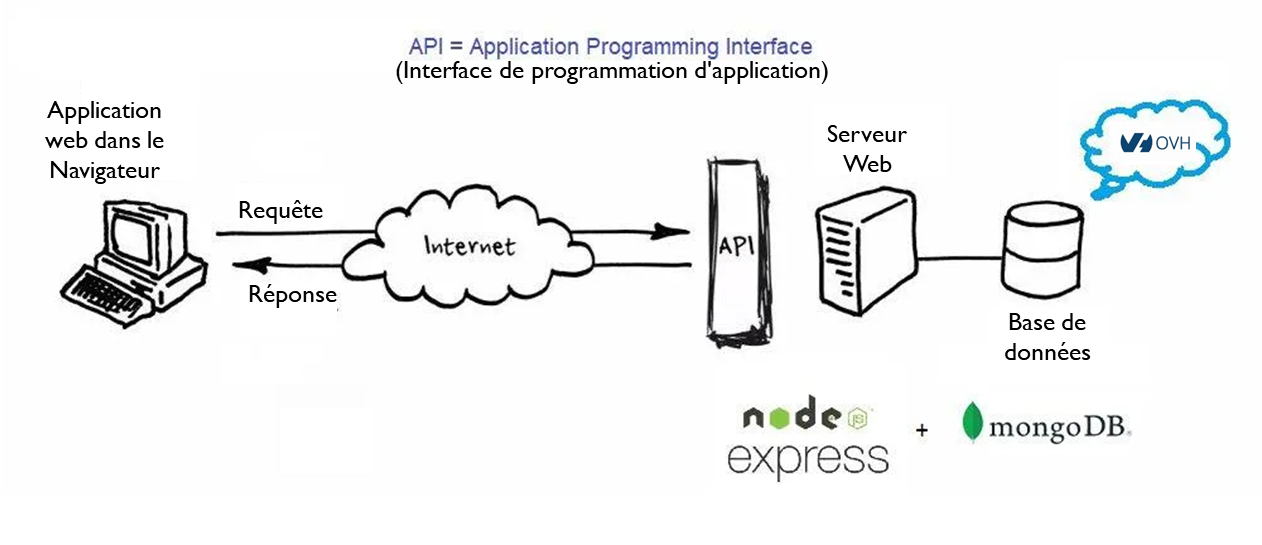 API = Application Programming Interface
(Interface de programmation d'application)
Application
web dans le
Navigateur
Requête
Internet
Réponse
API
Serveur
Web
OVH
Base de
données
node JS
express
+
mongoDB®